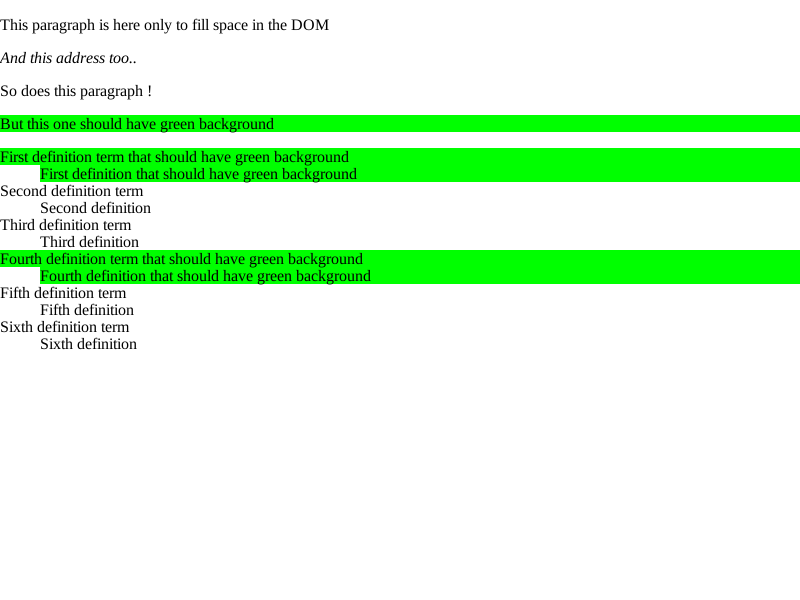 This paragraph is here only to fill space in the DOM
And this address too..
So does this paragraph !
But this one should have green background
First definition term that should have green background
First definition that should have green background
Second definition term
Second definition
Third definition term
Third definition
Fourth definition term that should have green background
Fourth definition that should have green background
Fifth definition term
Fifth definition
Sixth definition term
Sixth definition